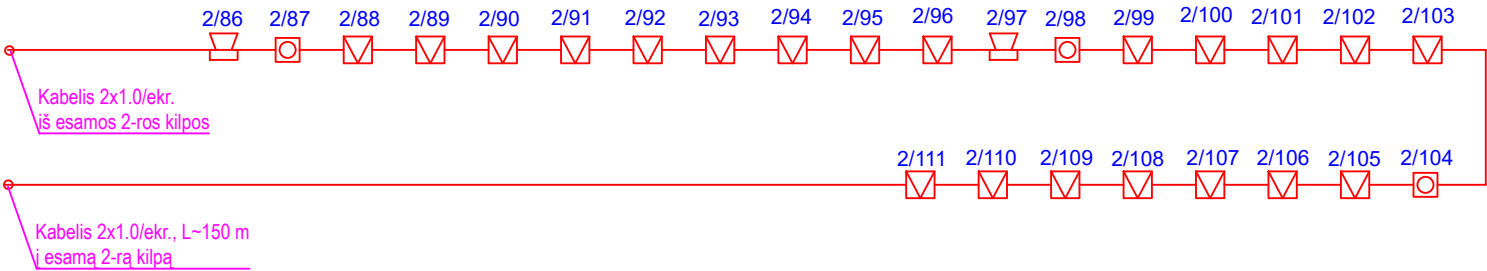 2/86 2/87 2/88 2/89 2/90 2/91 2/92 2/93 2/94 2/95 2/96 2/97 2/98 2/99 2/100 2/101 2/102 2/103
Kabelis 2x1.0/ekr.
iš esamos 2-ros kilpos
2/111 2/110 2/109 2/108 2/107 2/106 2/105 2/104
Kabelis 2x1.0/ekr., L~150 m
į esamą 2-rą kilpą